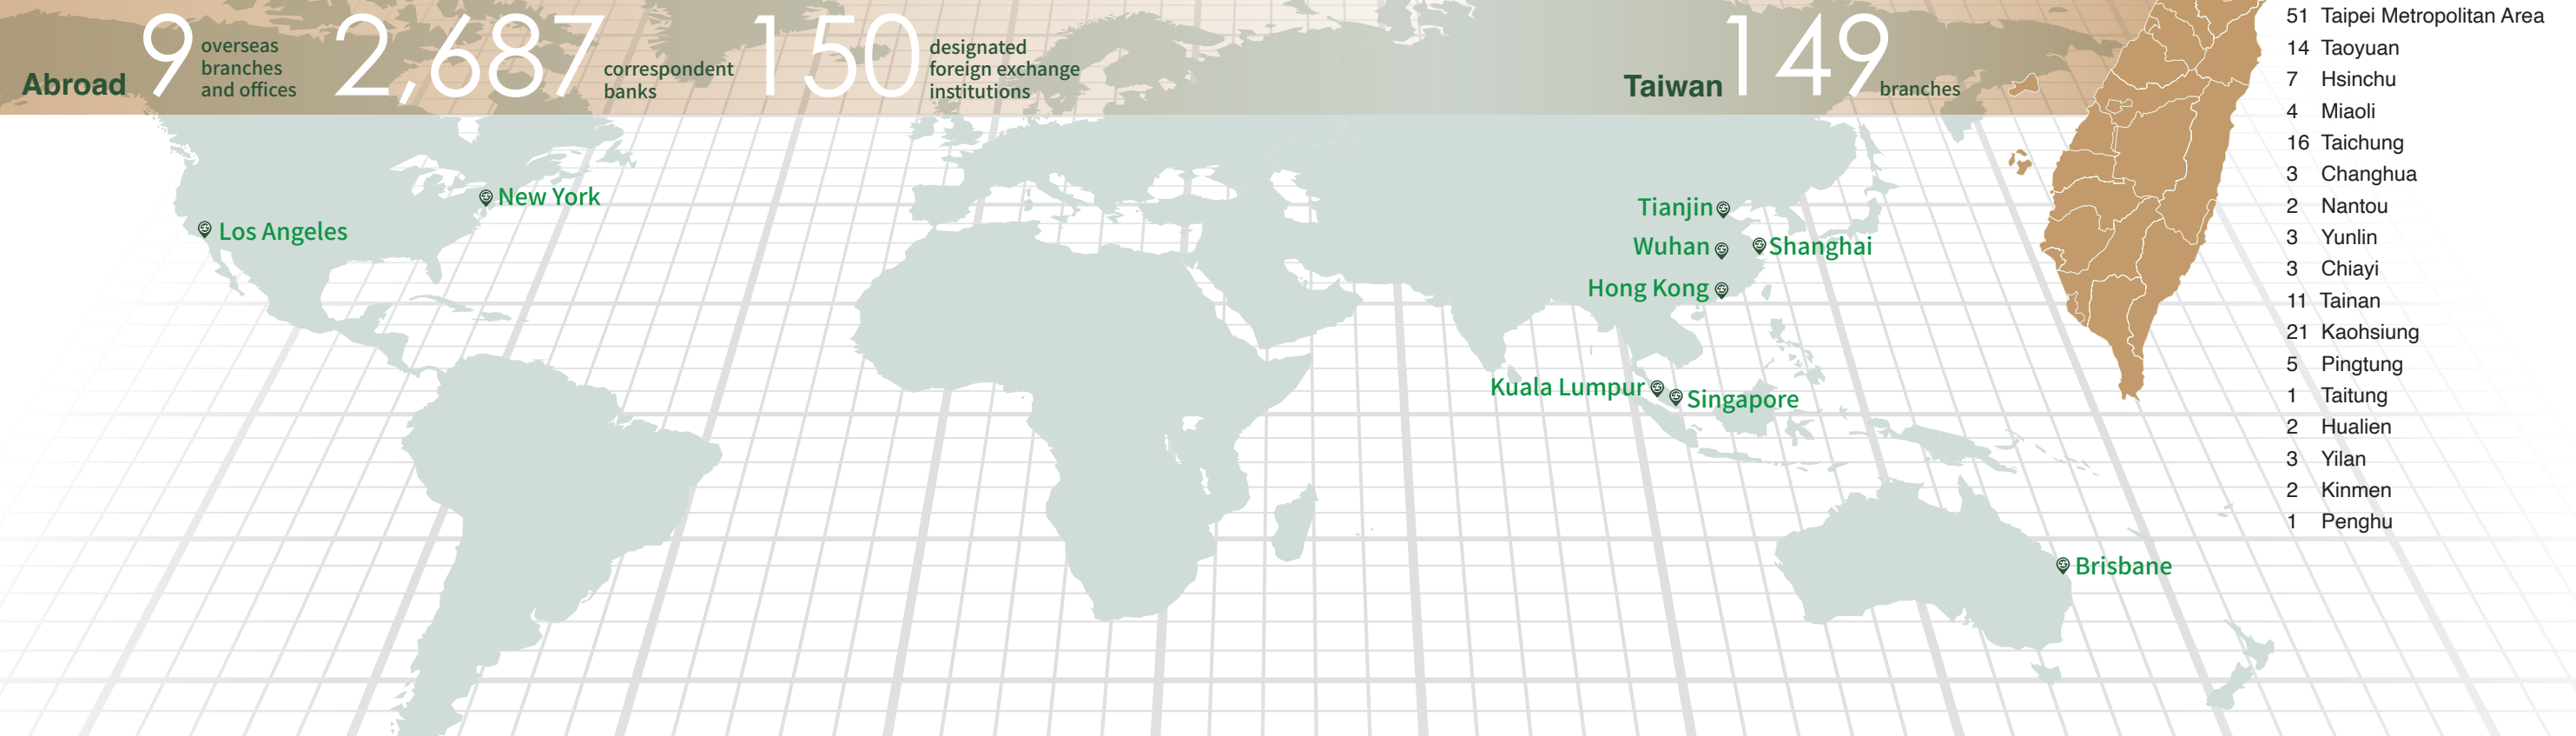 Abroad
9
overseas
branches
and offices
2,687
correspondent
banks
150
designated
foreign exchange
institutions
Taiwan
149
branches
51 Taipei Metropolitan Area
14 Taoyuan
7 Hsinchu
4 Miaoli
16 Taichung
3 Changhua
2 Nantou
3 Yunlin
3 Chiayi
11 Tainan
21 Kaohsiung
5 Pingtung
1 Taitung
2 Hualien
3 Yilan
2 Kinmen
1 Penghu
New York
Los Angeles
Tianjin
Wuhan
Shanghai
Hong Kong
Kuala Lumpur
Singapore
Brisbane